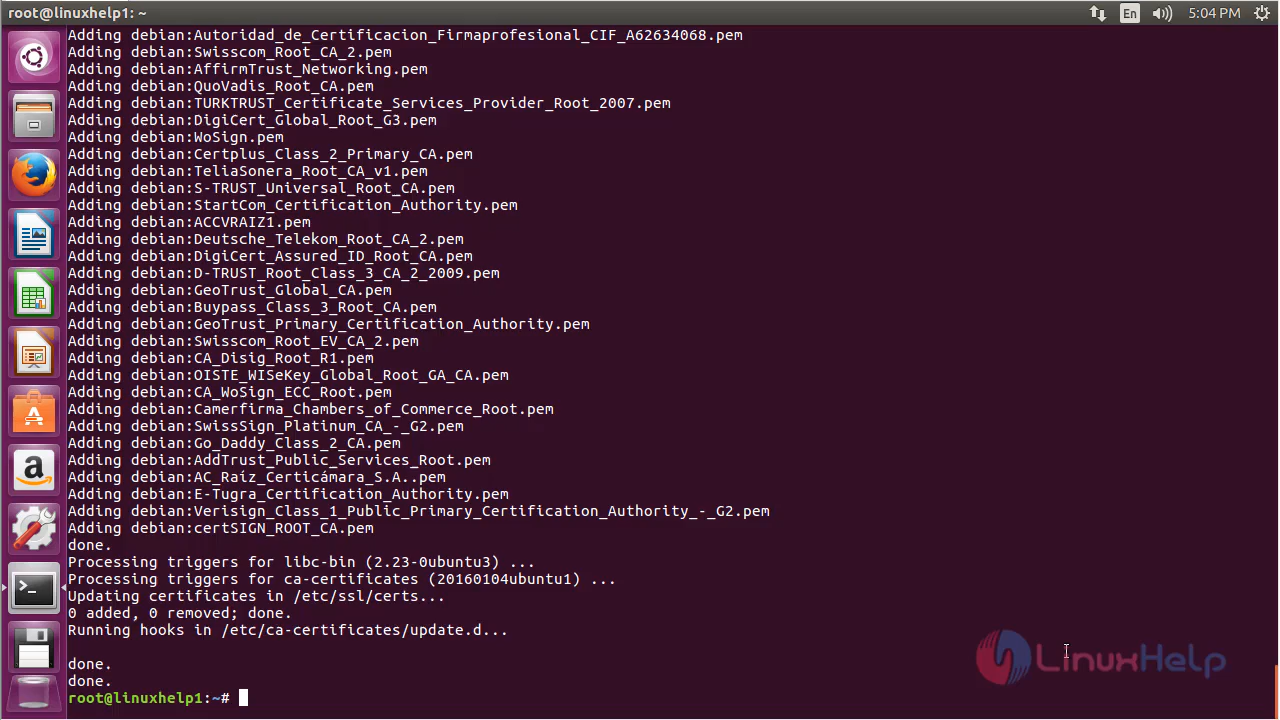 root@linuxhelp1: ~
En
5:04 PM
Adding debian:Autoridad_de_Certificacion_Firmaprofesional_CIF_A62634068.pem
Adding debian:Swisscom_Root_CA_2.pem
Adding debian:AffirmTrust_Networking.pem
Adding debian:QuoVadis_Root_CA.pem
Adding debian:TURKTRUST_Certificate_Services_Provider_Root_2007.pem
Adding debian:DigiCert_Global_Root_G3.pem
Adding debian:WoSign.pem
Adding debian:Certplus_Class_2_Primary_CA.pem
Adding debian:TeliaSonera_Root_CA_v1.pem
Adding debian:S-TRUST_Universal_Root_CA.pem
Adding debian:StartCom_Certification_Authority.pem
Adding debian:ACCVRAIZ1.pem
Adding debian:Deutsche_Telekom_Root_CA_2.pem
Adding debian:DigiCert_Assured_ID_Root_CA.pem
Adding debian:D-TRUST_Root_Class_3_CA_2_2009.pem
Adding debian:GeoTrust_Global_CA.pem
Adding debian:Buypass_Class_3_Root_CA.pem
Adding debian:GeoTrust_Primary_Certification_Authority.pem
Adding debian:Swisscom_Root_EV_CA_2.pem
Adding debian:CA_Disig_Root_R1.pem
Adding debian:OISTE_WISeKey_Global_Root_GA_CA.pem
Adding debian:CA_WoSign_ECC_Root.pem
Adding debian:Camerfirma_Chambers_of_Commerce_Root.pem
Adding debian:SwissSign_Platinum_CA_-_G2.pem
Adding debian:Go_Daddy_Class_2_CA.pem
Adding debian:AddTrust_Public_Services_Root.pem
Adding debian:AC_Raíz_Certicámara_S.A..pem
Adding debian:E-Tugra_Certification_Authority.pem
Adding debian:Verisign_Class_1_Public_Primary_Certification_Authority_-_G2.pem
Adding debian:certSIGN_ROOT_CA.pem
done.
Processing triggers for libc-bin (2.23-0ubuntu3) ...
Processing triggers for ca-certificates (20160104ubuntu1) ...
Updating certificates in /etc/ssl/certs...
0 added, 0 removed; done.
Running hooks in /etc/ca-certificates/update.d...
done.
done.
root@linuxhelp1:~#
LinuxHelp